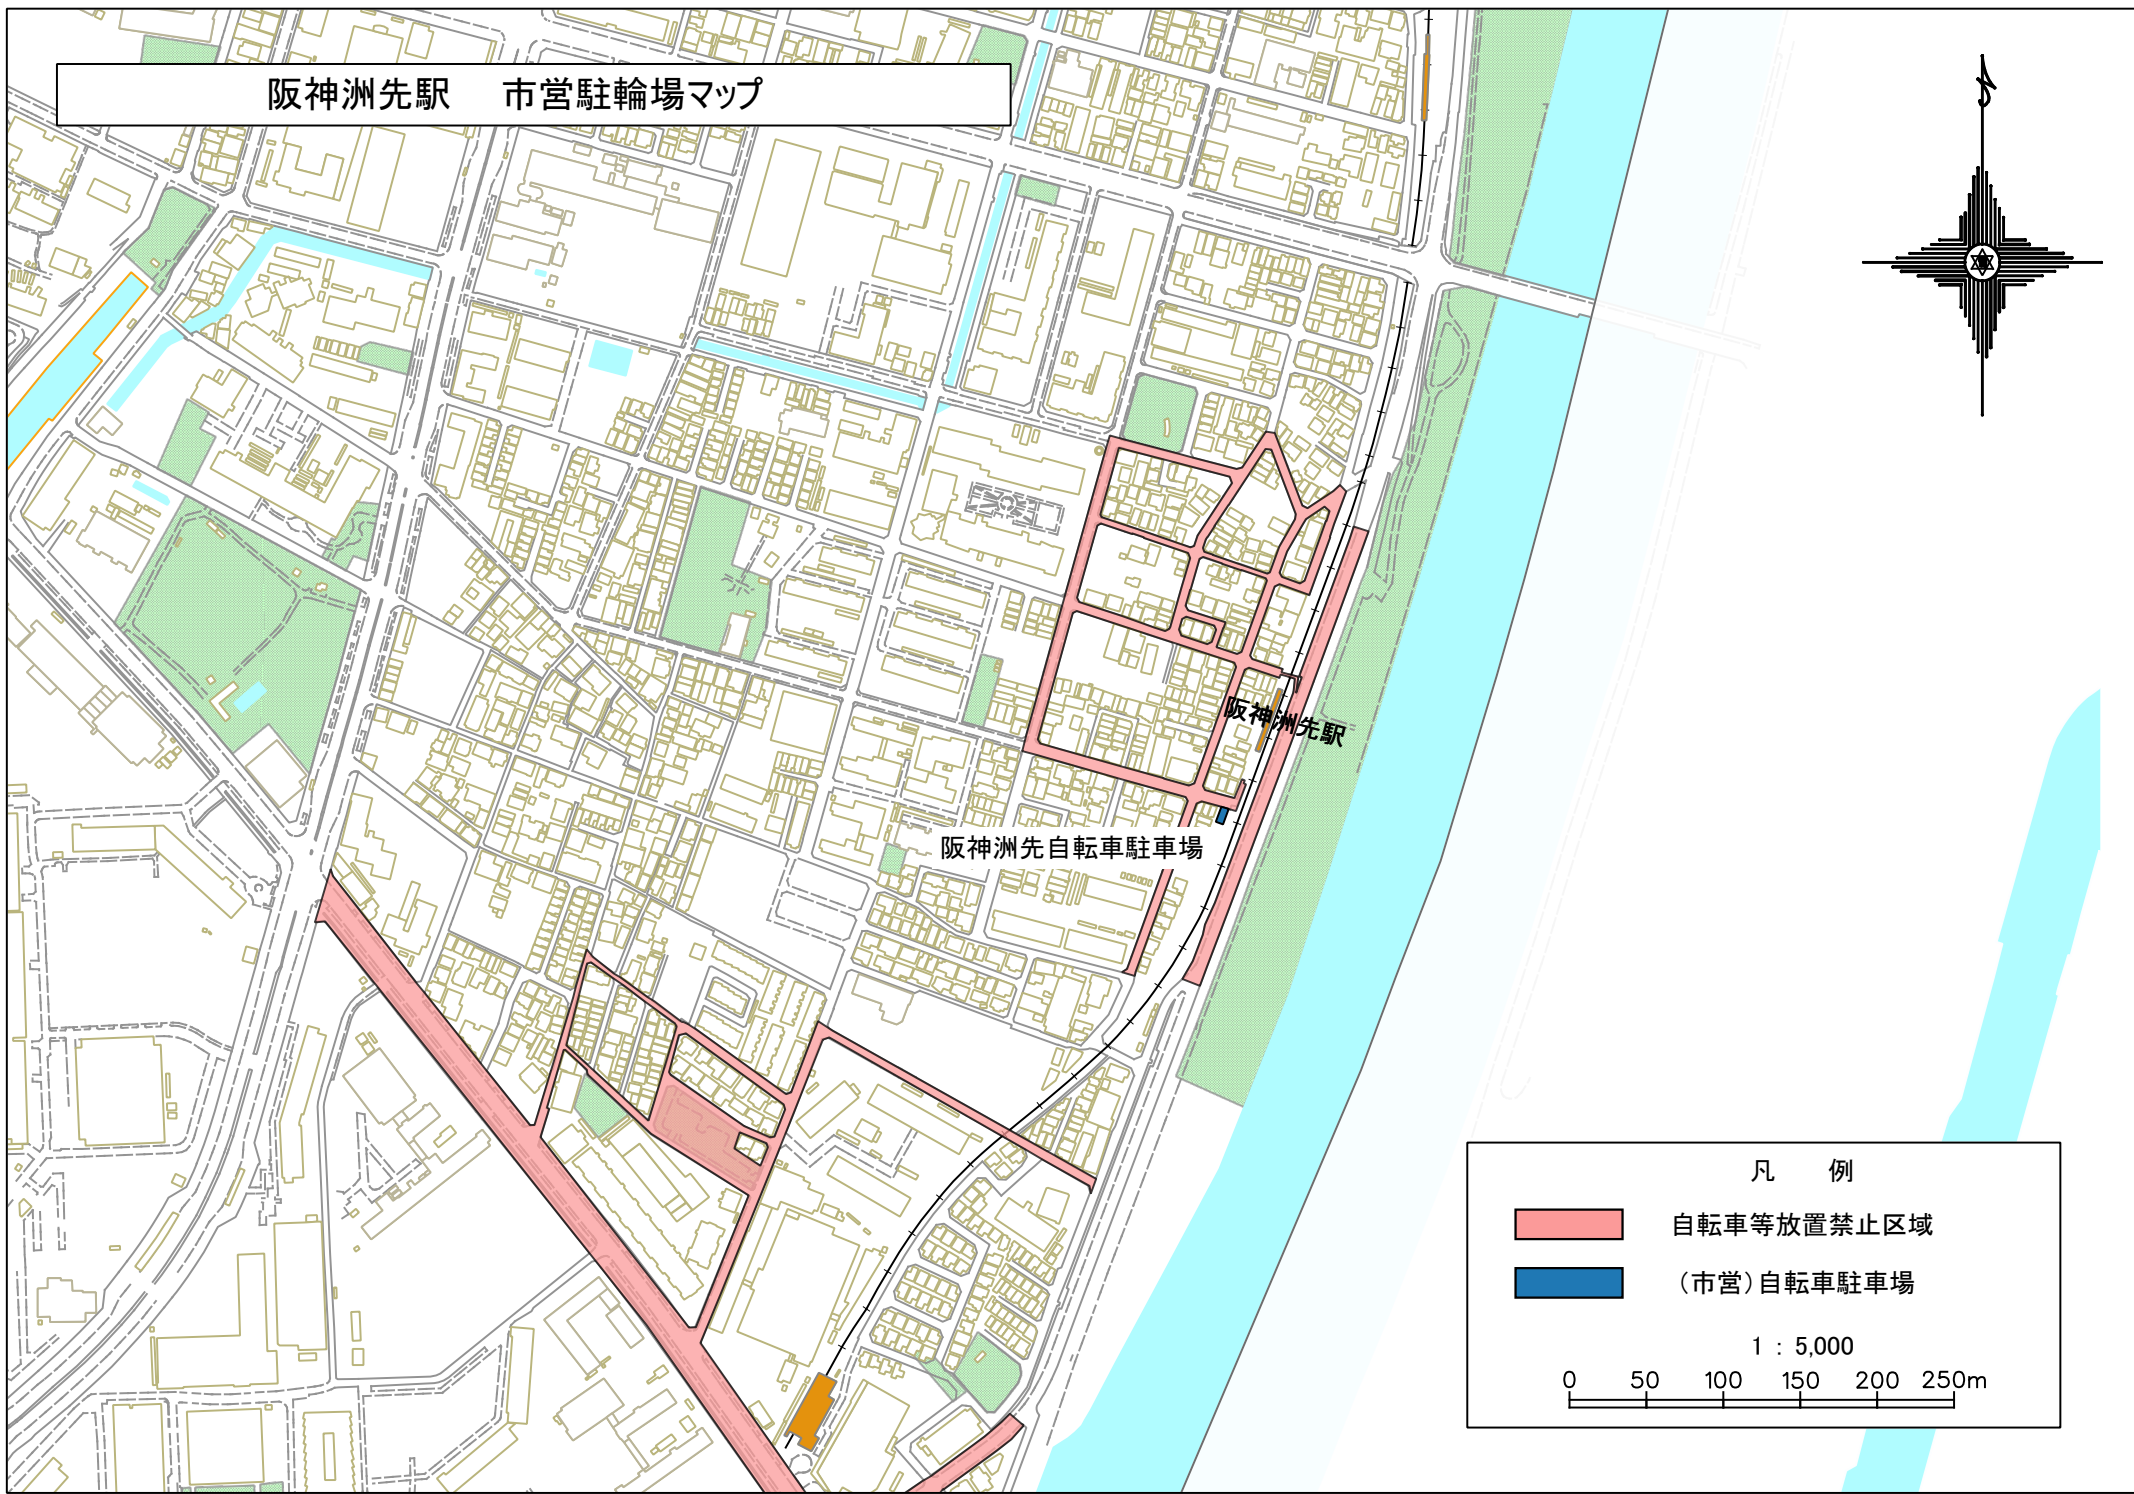 阪神洲先駅　市営駐輪場マップ
阪神洲先駅
阪神洲先自転車駐車場
凡　例
自転車等放置禁止区域
（市営）自転車駐車場
1 : 5,000
0 50 100 150 200 250m